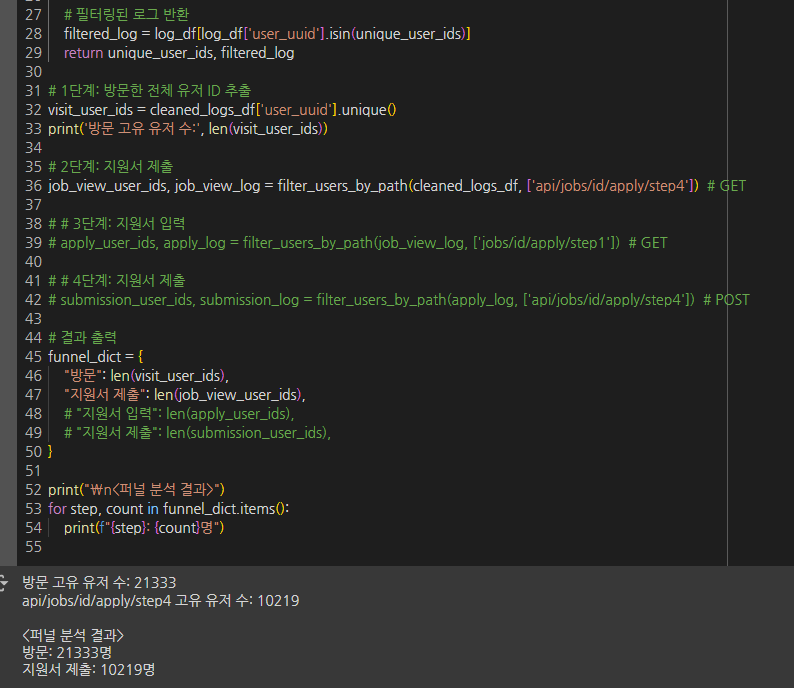 27 # 필터링된 로그 반환
28 filtered_log = log_df[log_df['user_uuid'].isin(unique_user_ids)]
29 return unique_user_ids, filtered_log
30
31 # 1단계: 방문한 전체 유저 ID 추출
32 visit_user_ids = cleaned_logs_df['user_uuid'].unique()
33 print('방문 고유 유저 수:', len(visit_user_ids))
34
35 # 2단계: 지원서 제출
36 job_view_user_ids, job_view_log = filter_users_by_path(cleaned_logs_df, ['api/jobs/id/apply/step4']) # GET
37
38 # # 3단계: 지원서 입력
39 # apply_user_ids, apply_log = filter_users_by_path(job_view_log, ['jobs/id/apply/step1']) # GET
40
41 # # 4단계: 지원서 제출
42 # submission_user_ids, submission_log = filter_users_by_path(apply_log, ['api/jobs/id/apply/step4']) # POST
43
44 # 결과 출력
45 funnel_dict = {
46 "방문": len(visit_user_ids),
47 "지원서 제출": len(job_view_user_ids),
48 # "지원서 입력": len(apply_user_ids),
49 # "지원서 제출": len(submission_user_ids),
50 }
51
52 print("₩n<퍼널 분석 결과>")
53 for step, count in funnel_dict.items():
54 print(f"{step}: {count}명")
55
방문 고유 유저 수: 21333
api/jobs/id/apply/step4 고유 유저 수: 10219
<퍼널 분석 결과>
방문: 21333명
지원서 제출: 10219명